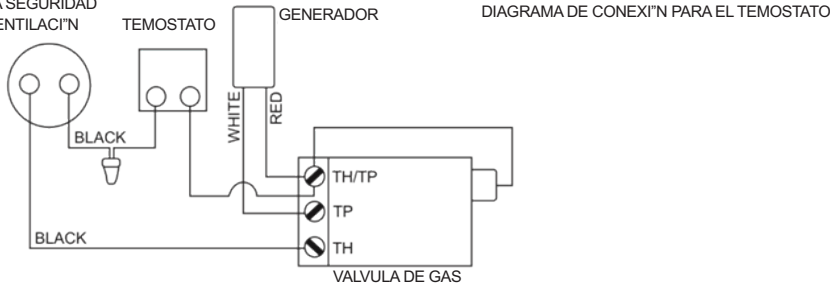 A SEGURIDAD
ENTILACI"N
TEMOSTATO
GENERADOR
DIAGRAMA DE CONEXI"N PARA EL TEMOSTATO
WHITE
RED
BLACK
TH/TP
TP
BLACK
TH
VALVULA DE GAS